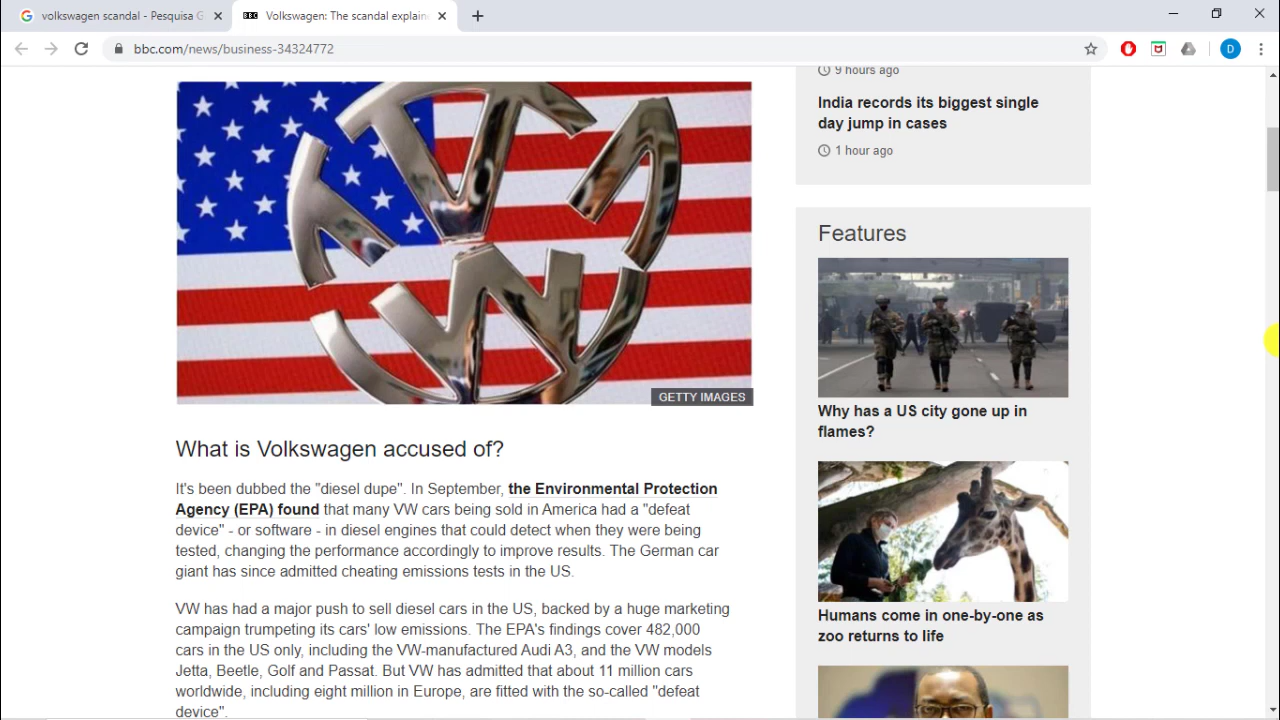 volkswagen scandal - Pesquisa G
BBC Volkswagen: The scandal explain
bbc.com/news/business-34324772
D
9 hours ago
India records its biggest single
day jump in cases
1 hour ago
GETTY IMAGES
What is Volkswagen accused of?
It's been dubbed the "diesel dupe". In September, the Environmental Protection
Agency (EPA) found that many VW cars being sold in America had a "defeat
device" - or software - in diesel engines that could detect when they were being
tested, changing the performance accordingly to improve results. The German car
giant has since admitted cheating emissions tests in the US.
VW has had a major push to sell diesel cars in the US, backed by a huge marketing
campaign trumpeting its cars' low emissions. The EPA's findings cover 482,000
cars in the US only, including the VW-manufactured Audi A3, and the VW models
Jetta, Beetle, Golf and Passat. But VW has admitted that about 11 million cars
worldwide, including eight million in Europe, are fitted with the so-called "defeat
device".
Features
Why has a US city gone up in
flames?
Humans come in one-by-one as
zoo returns to life